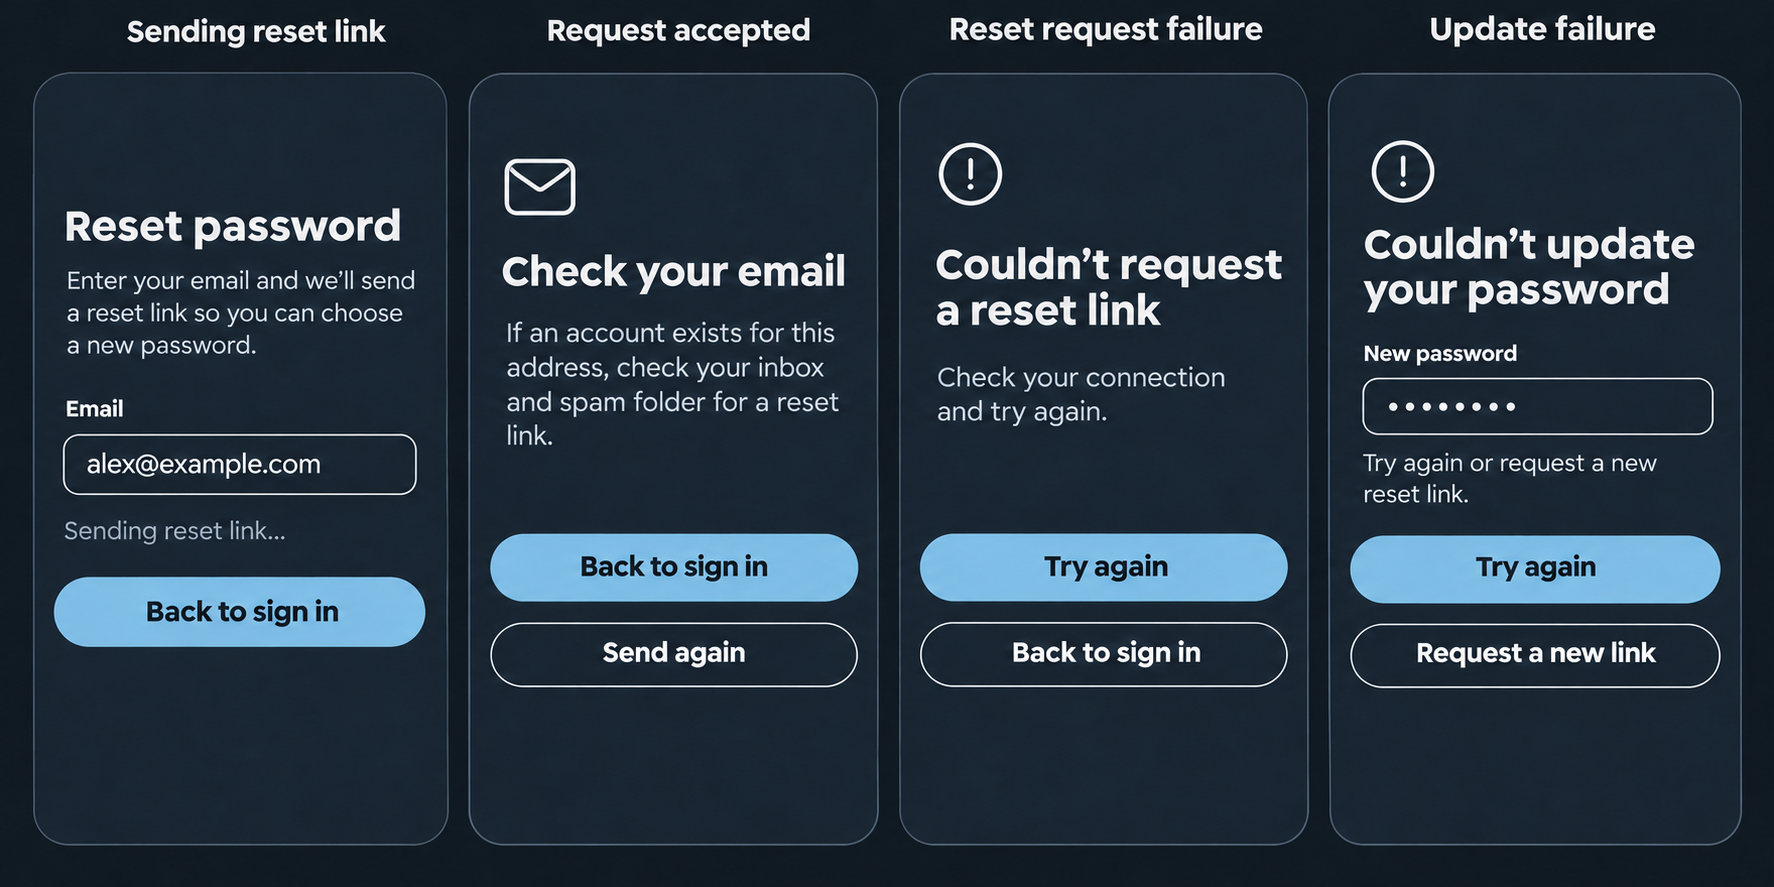 Sending reset link
Reset password
Enter your email and we’ll send
a reset link so you can choose
a new password.
Email
alex@example.com
Sending reset link...
Back to sign in
Request accepted
Check your email
If an account exists for this
address, check your inbox
and spam folder for a reset
link.
Back to sign in
Send again
Reset request failure
Couldn’t request
a reset link
Check your connection
and try again.
Try again
Back to sign in
Update failure
Couldn’t update
your password
New password
••••••••
Try again or request a new
reset link.
Try again
Request a new link